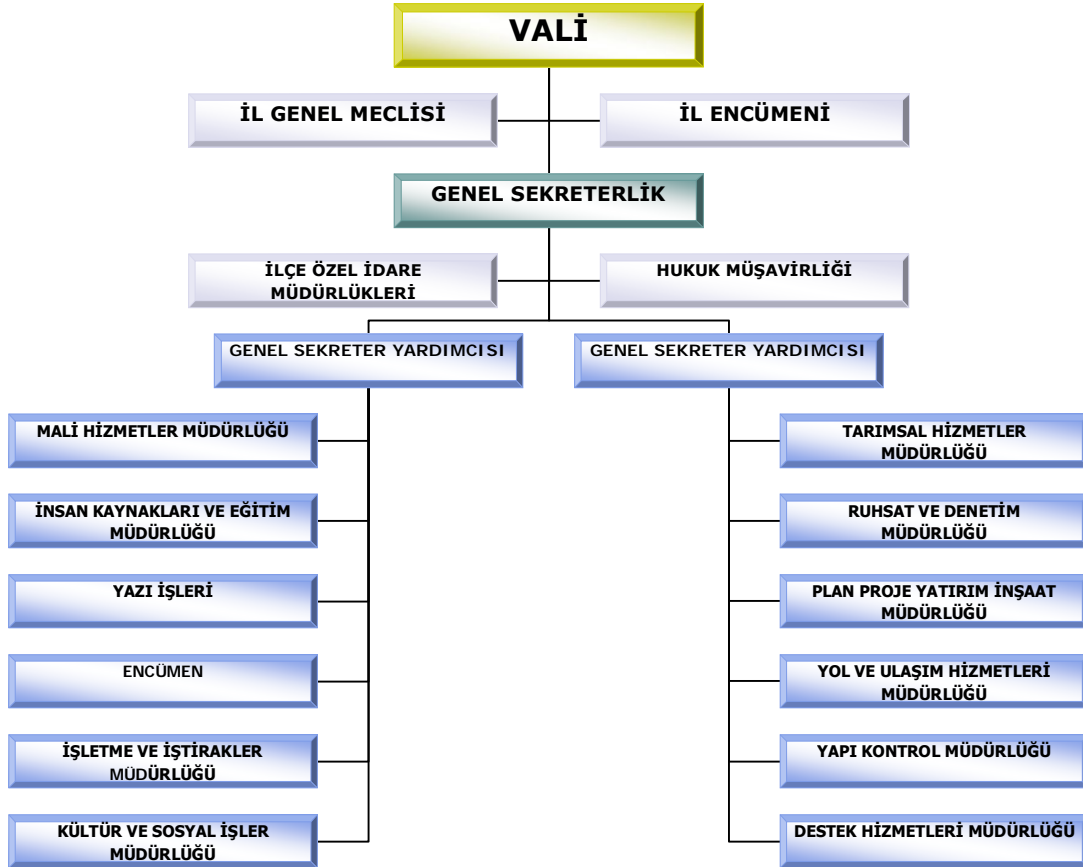 VALİ
İL GENEL MECLİSİ
İL ENCÜMENİ
GENEL SEKRETERLİK
İLÇE ÖZEL İDARE
MÜDÜRLÜKLERİ
HUKUK MÜŞAVİRLİĞİ
GENEL SEKRETER YARDIMCISI
GENEL SEKRETER YARDIMCISI
MALİ HİZMETLER MÜDÜRLÜĞÜ
İNSAN KAYNAKLARI VE EĞİTİM
MÜDÜRLÜĞÜ
YAZI İŞLERİ
ENCÜMEN
İŞLETME VE İŞTİRAKLER
MÜDÜRLÜĞÜ
KÜLTÜR VE SOSYAL İŞLER
MÜDÜRLÜĞÜ
TARIMSAL HİZMETLER
MÜDÜRLÜĞÜ
RUHSAT VE DENETİM
MÜDÜRLÜĞÜ
PLAN PROJE YATIRIM İNŞAAT
MÜDÜRLÜĞÜ
YOL VE ULAŞIM HİZMETLERİ
MÜDÜRLÜĞÜ
YAPI KONTROL MÜDÜRLÜĞÜ
DESTEK HİZMETLERİ MÜDÜRLÜĞÜ